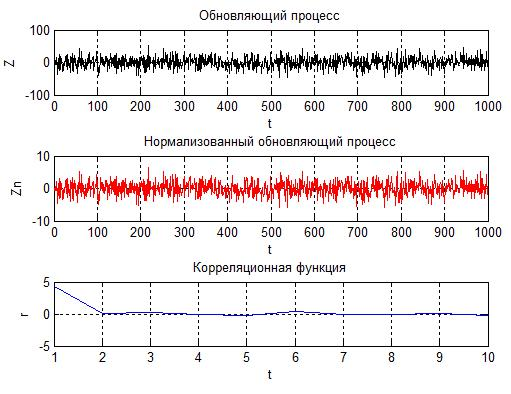 Обновляющий процесс
100
0
-100
Z
0 100 200 300 400 500 600 700 800 900 1000
t
Нормализованный обновляющий процесс
10
0
-10
Zn
0 100 200 300 400 500 600 700 800 900 1000
t
Корреляционная функция
5
0
-5
r
1 2 3 4 5 6 7 8 9 10
t